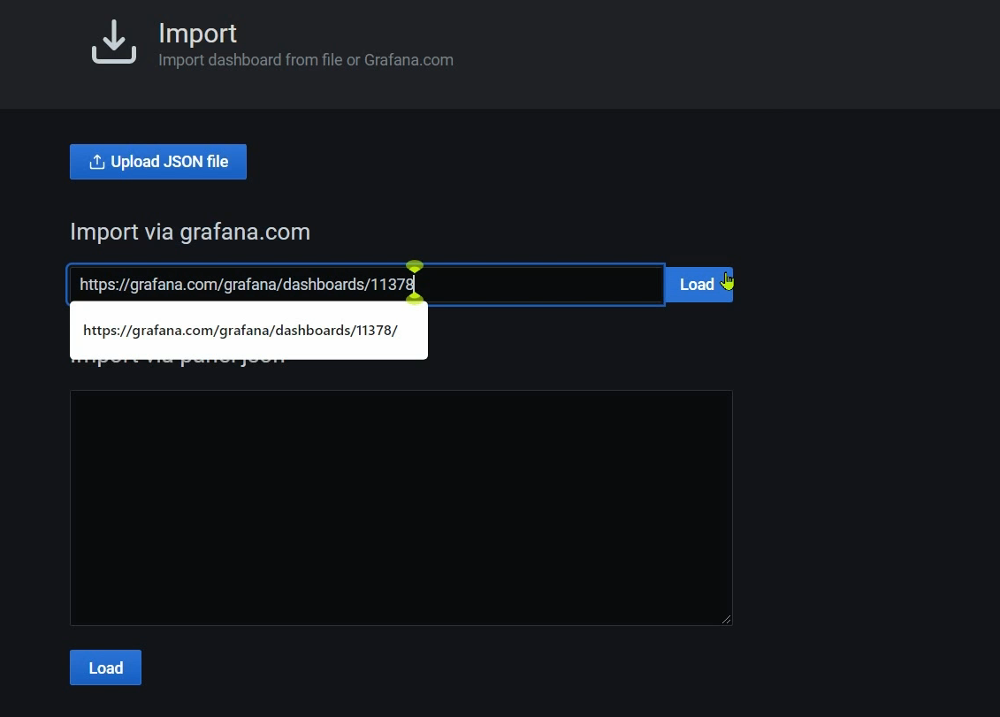 Import
Import dashboard from file or Grafana.com
Upload JSON file
Import via grafana.com
https://grafana.com/grafana/dashboards/11378
Load
https://grafana.com/grafana/dashboards/11378/
Import via panel json
Load